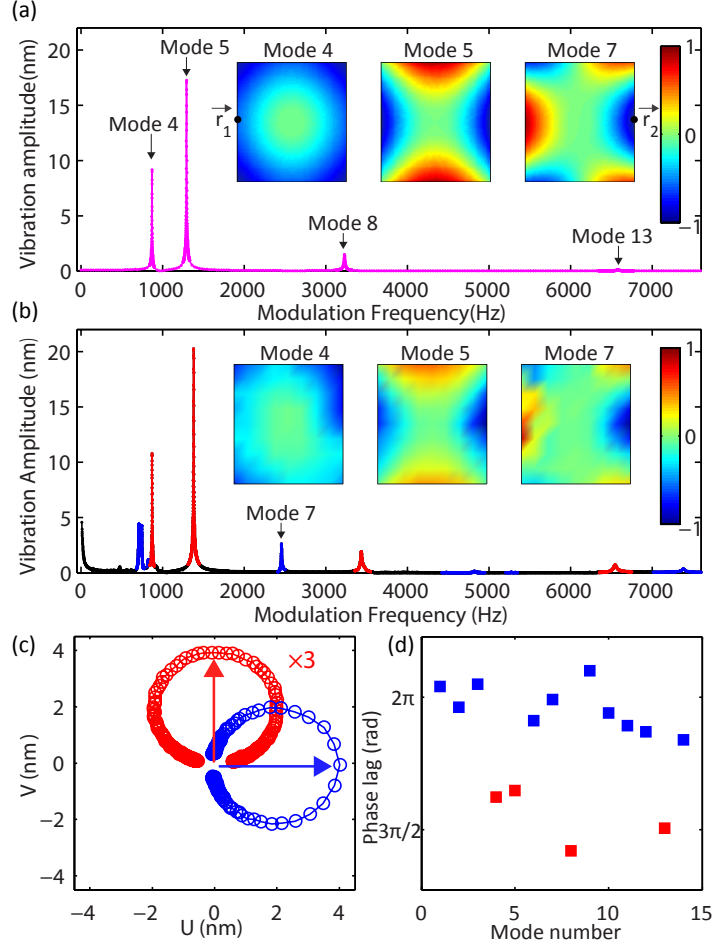 (a)
20
15
10
5
0
Vibration amplitude(nm)
Mode 5
Mode 4
Mode 8
Mode 13
Mode 4 Mode 5 Mode 7
r1
r2
1
0
−1
0 1000 2000 3000 4000 5000 6000 7000
Modulation Frequency(Hz)
(b)
20
15
10
5
0
Vibration Amplitude(nm)
Mode 4 Mode 5 Mode 7
Mode 7
1
0
−1
0 1000 2000 3000 4000 5000 6000 7000
Modulation Frequency (Hz)
(c)
4
2
0
−2
−4
V (nm)
×3
−4 −2 0 2 4
U (nm)
(d)
2π
3π/2
Phase lag (rad)
0 5 10 15
Mode number